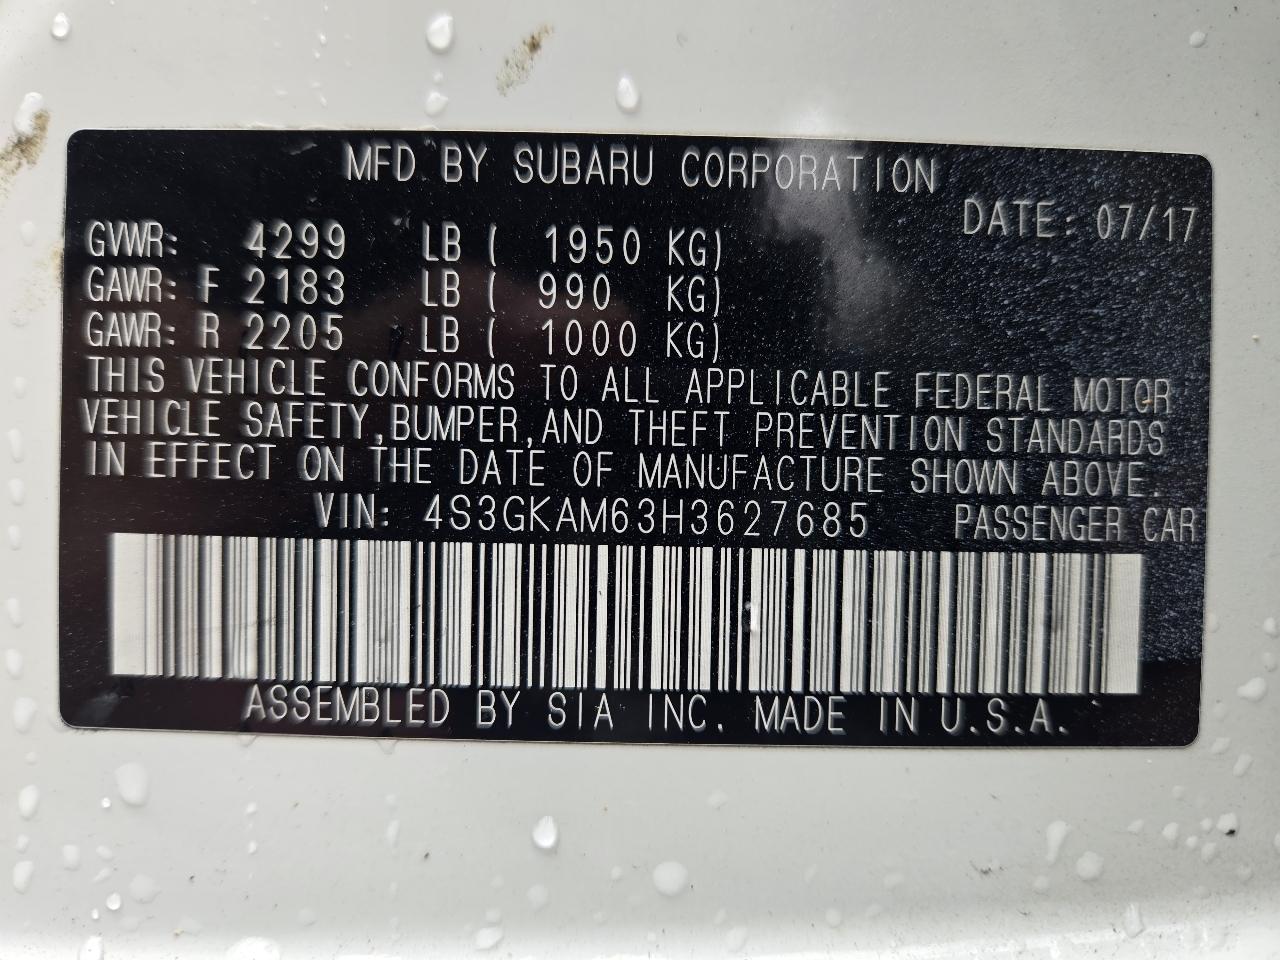 MFD BY SUBARU CORPORATION
DATE: 07/17
GVWR: 4299 LB ( 1950 KG)
GAWR: F 2183 LB ( 990 KG)
GAWR: R 2205 LB ( 1000 KG)
THIS VEHICLE CONFORMS TO ALL APPLICABLE FEDERAL MOTOR
VEHICLE SAFETY,BUMPER,AND THEFT PREVENTION STANDARDS
IN EFFECT ON THE DATE OF MANUFACTURE SHOWN ABOVE.
VIN: 4S3GKAM63H3627685 PASSENGER CAR
ASSEMBLED BY SIA INC. MADE IN U.S.A.